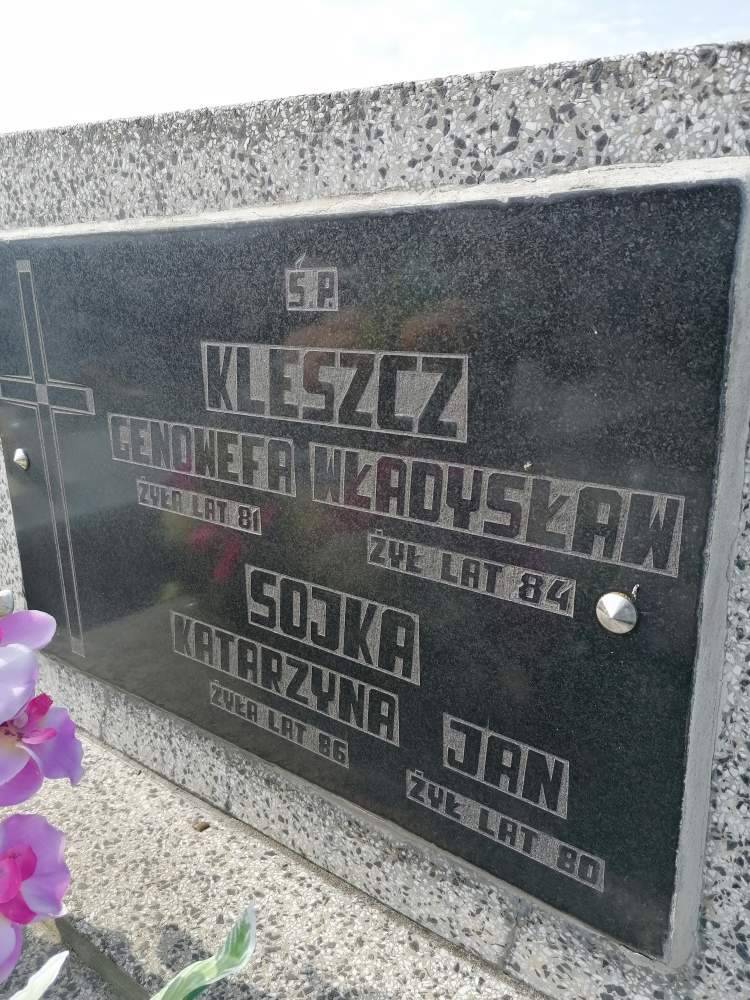 Ś.P.
KLESZCZ
GENOWEFA WŁADYSŁAW
ŻYŁA LAT 81 ŻYŁ LAT 84
SOJKA
KATARZYNA JAN
ŻYŁA LAT 86 ŻYŁ LAT 80